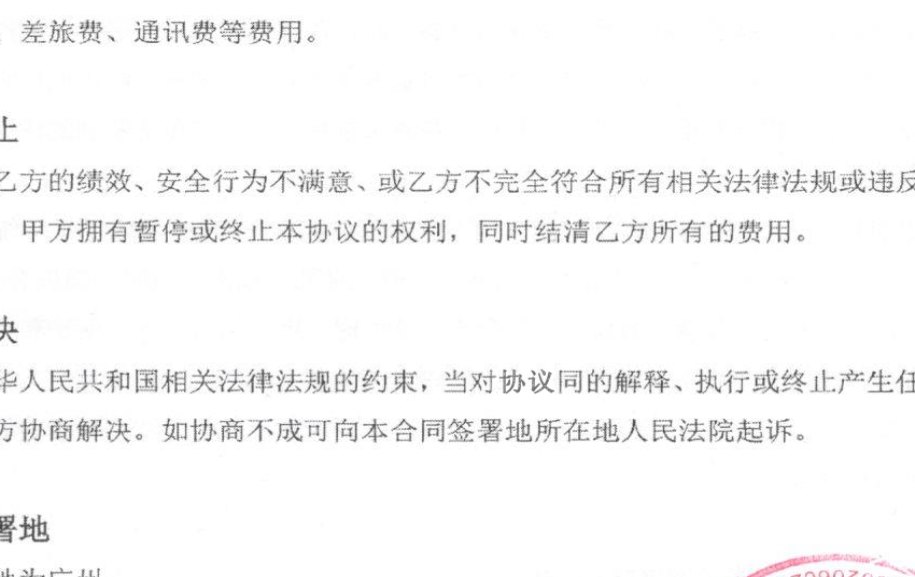 差旅费、通讯费等费用。
止
乙方的绩效、安全行为不满意、或乙方不完全符合所有相关法律法规或违反
甲方拥有暂停或终止本协议的权利，同时结清乙方所有的费用。
决
华人民共和国相关法律法规的约束，当对协议同的解释、执行或终止产生任
方协商解决。如协商不成可向本合同签署地所在地人民法院起诉。
署地
地为广州